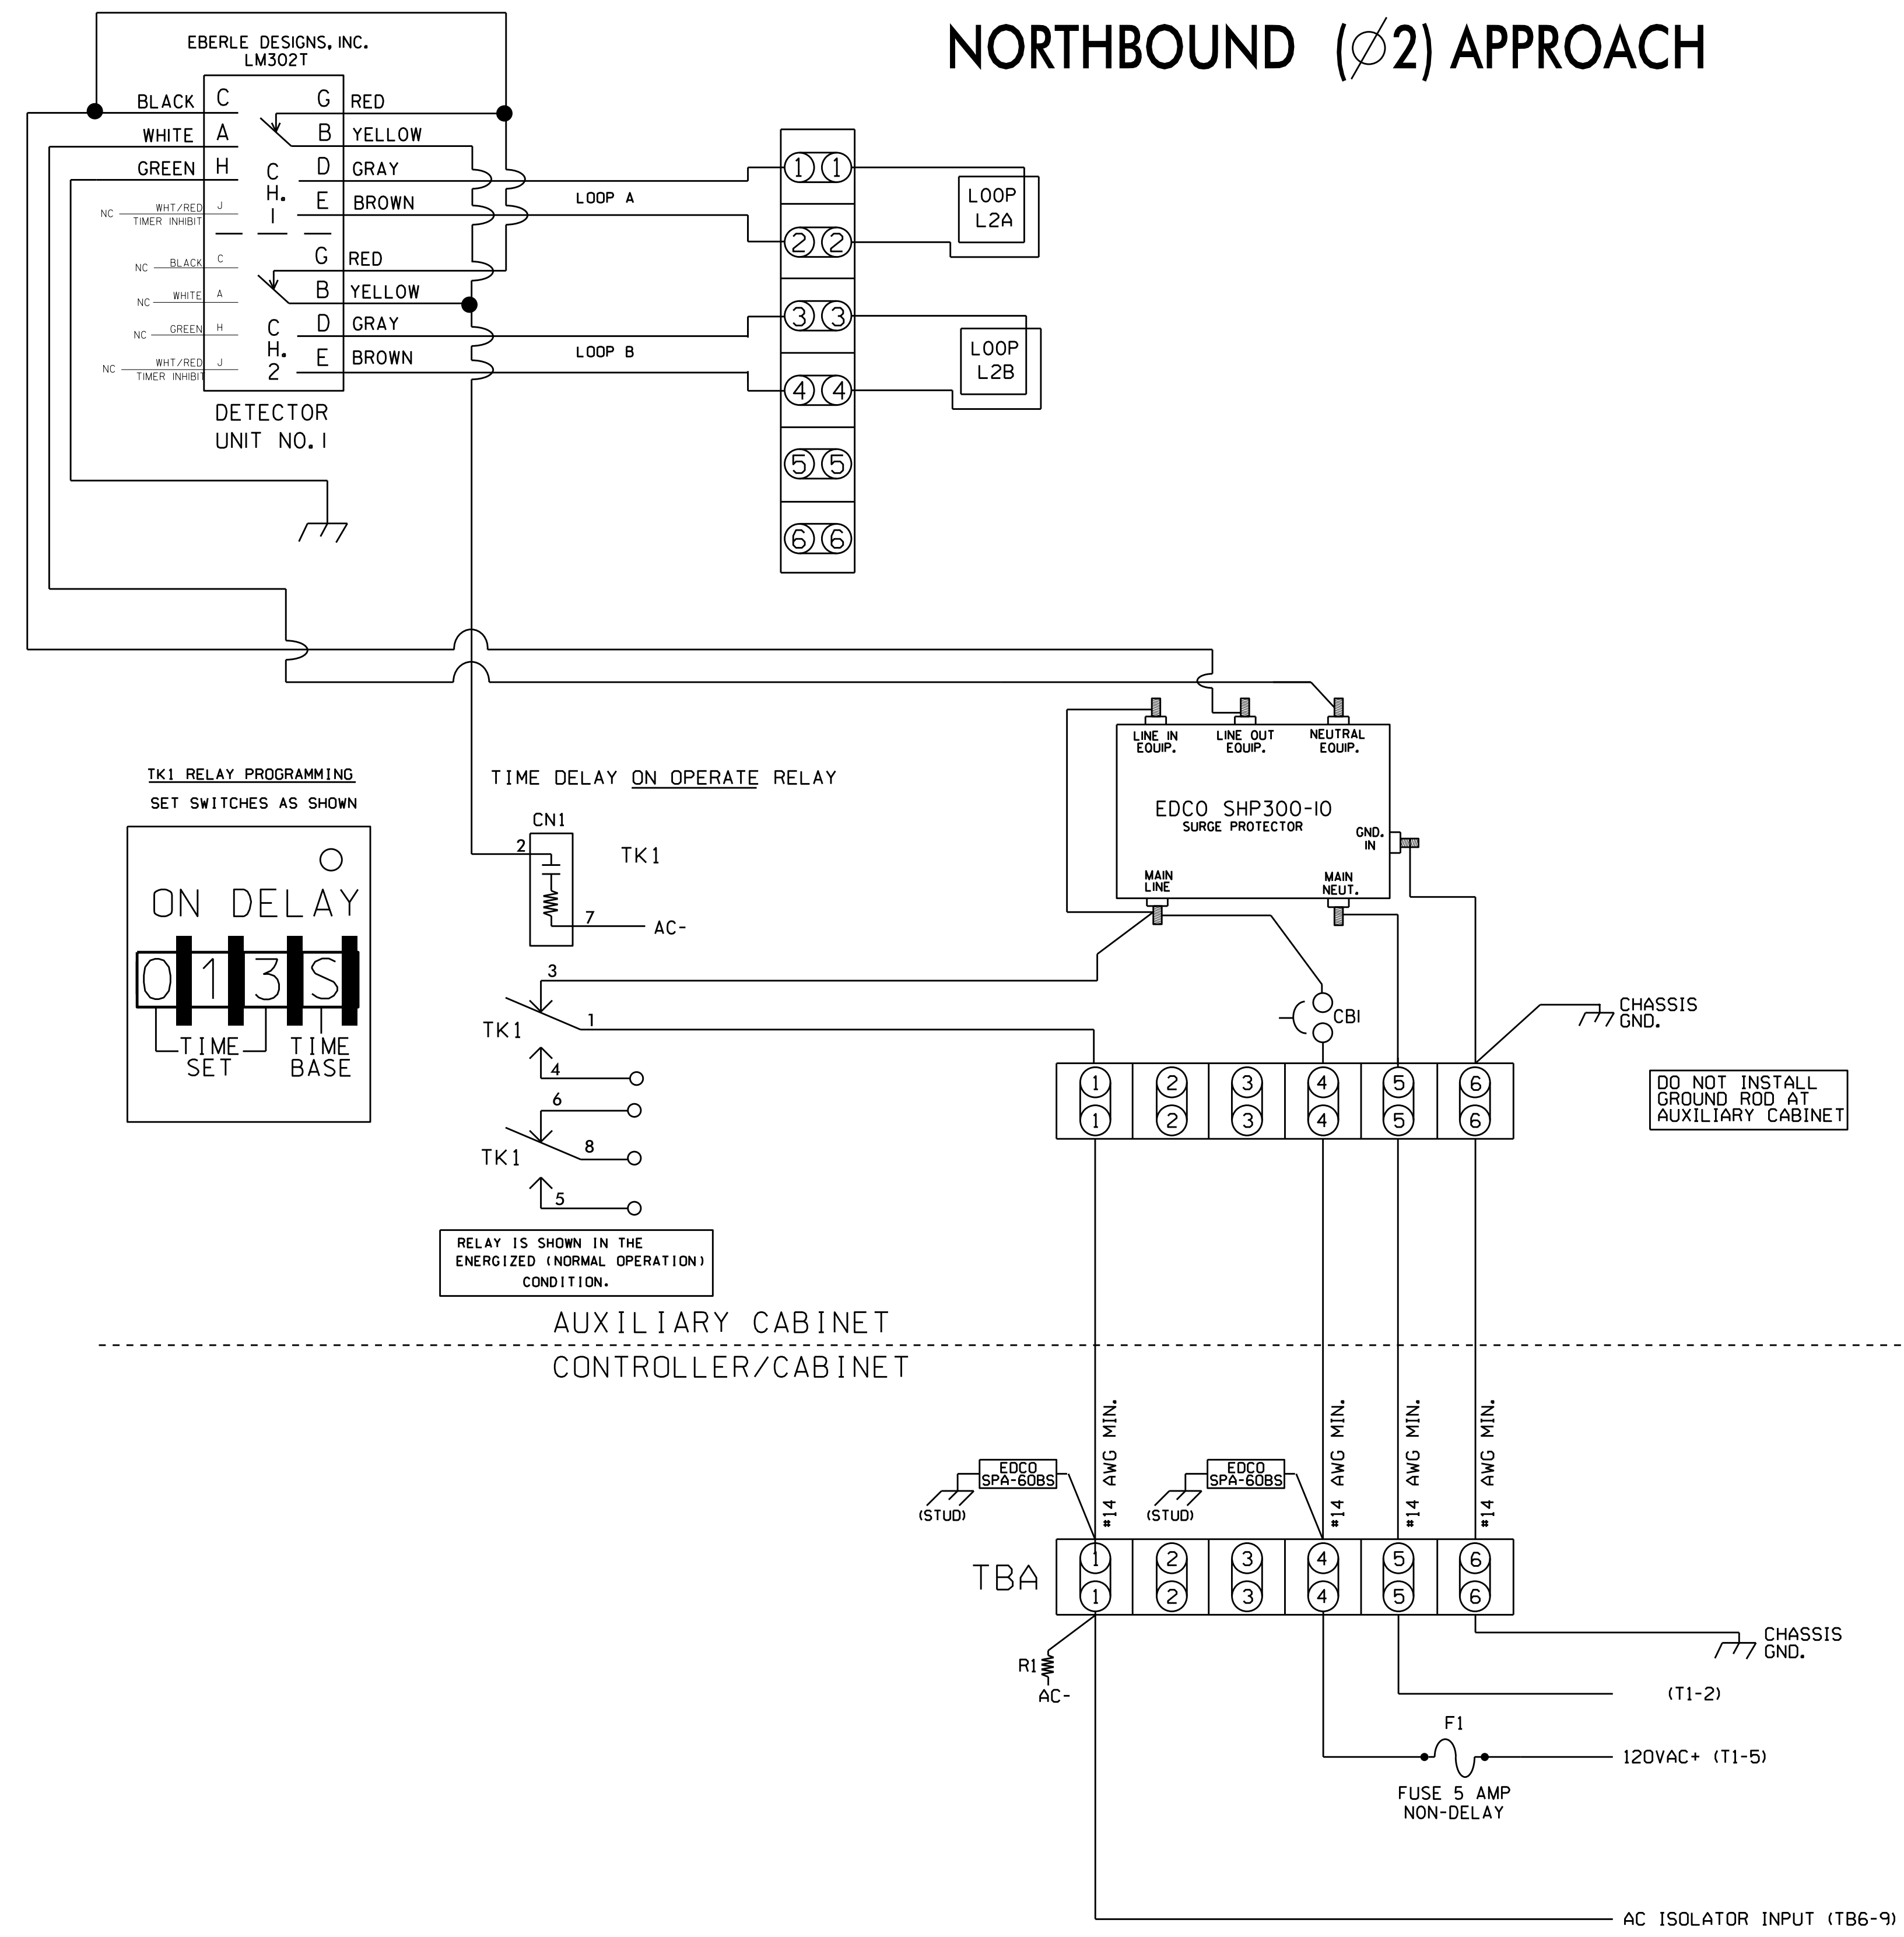 NORTHBOUND (Ø2) APPROACH
EBERLE DESIGNS, INC.
LM302T
BLACK C G RED
WHITE A B YELLOW
GREEN H D GRAY
NC WHT/RED J E BROWN
TIMER INHIBIT
C
H.
1
LOOP A
NC BLACK C G RED
NC WHITE A B YELLOW
NC GREEN H D GRAY
NC WHT/RED J E BROWN
TIMER INHIBIT
C
H.
2
LOOP B
DETECTOR
UNIT NO. 1
1 1
2 2
3 3
4 4
5 5
6 6
LOOP
L2A
LOOP
L2B
LINE IN
EQUIP.
LINE OUT
EQUIP.
NEUTRAL
EQUIP.
EDCO SHP300-10
SURGE PROTECTOR
GND.
IN
MAIN
LINE
MAIN
NEUT.
TK1 RELAY PROGRAMMING
SET SWITCHES AS SHOWN
ON DELAY
0 1 3 S
TIME
SET
TIME
BASE
TIME DELAY ON OPERATE RELAY
CN1
2
TK1
7
AC-
3
TK1
1
4
6
TK1
8
5
RELAY IS SHOWN IN THE
ENERGIZED (NORMAL OPERATION)
CONDITION.
CB1
CHASSIS
GND.
1 2 3 4 5 6
1 2 3 4 5 6
DO NOT INSTALL
GROUND ROD AT
AUXILIARY CABINET
AUXILIARY CABINET
CONTROLLER/CABINET
#14 AWG MIN.
#14 AWG MIN.
#14 AWG MIN.
#14 AWG MIN.
EDCO
SPA-60BS
(STUD)
EDCO
SPA-60BS
(STUD)
TBA
1 2 3 4 5 6
1 2 3 4 5 6
R1
AC-
CHASSIS
GND.
(T1-2)
F1
120VAC+ (T1-5)
FUSE 5 AMP
NON-DELAY
AC ISOLATOR INPUT (TB6-9)